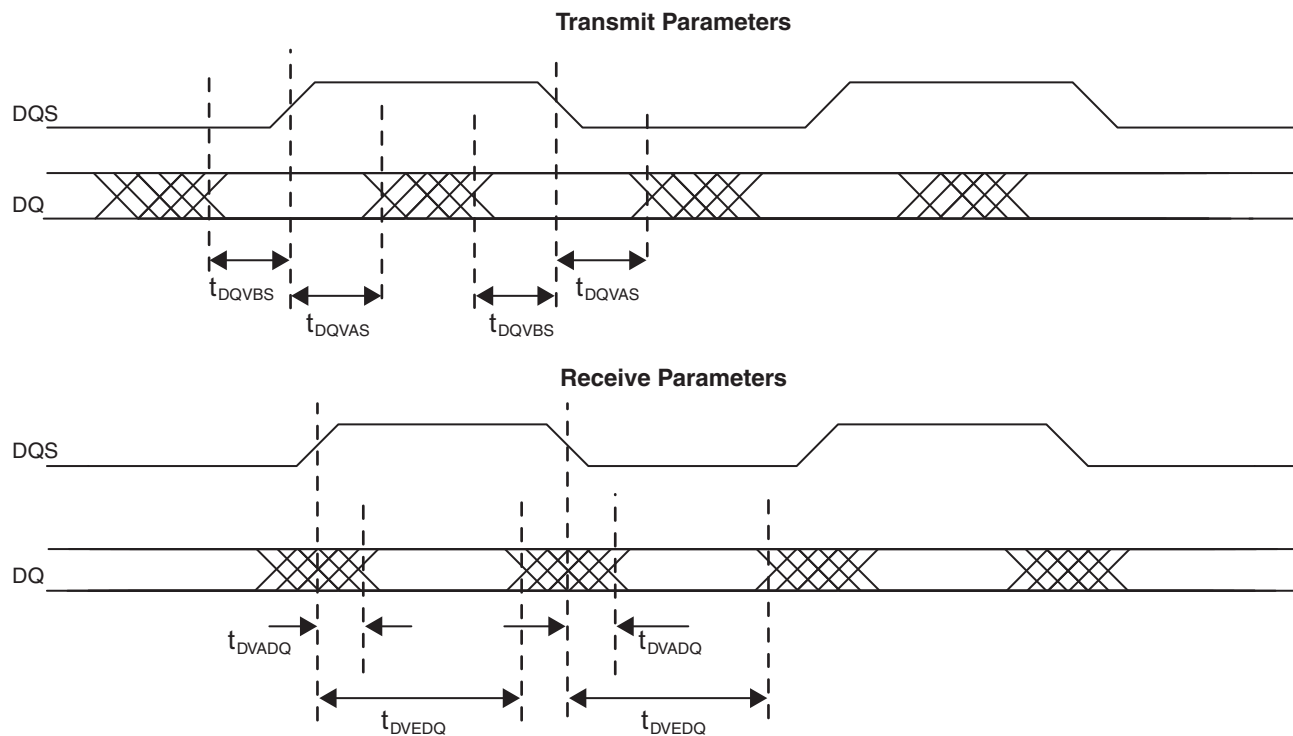 Transmit Parameters
DQS
DQ
tDQVBS
tDQVAS
tDQVAS
tDQVBS
Receive Parameters
DQS
DQ
tDVADQ
tDVADQ
tDVEDQ
tDVEDQ